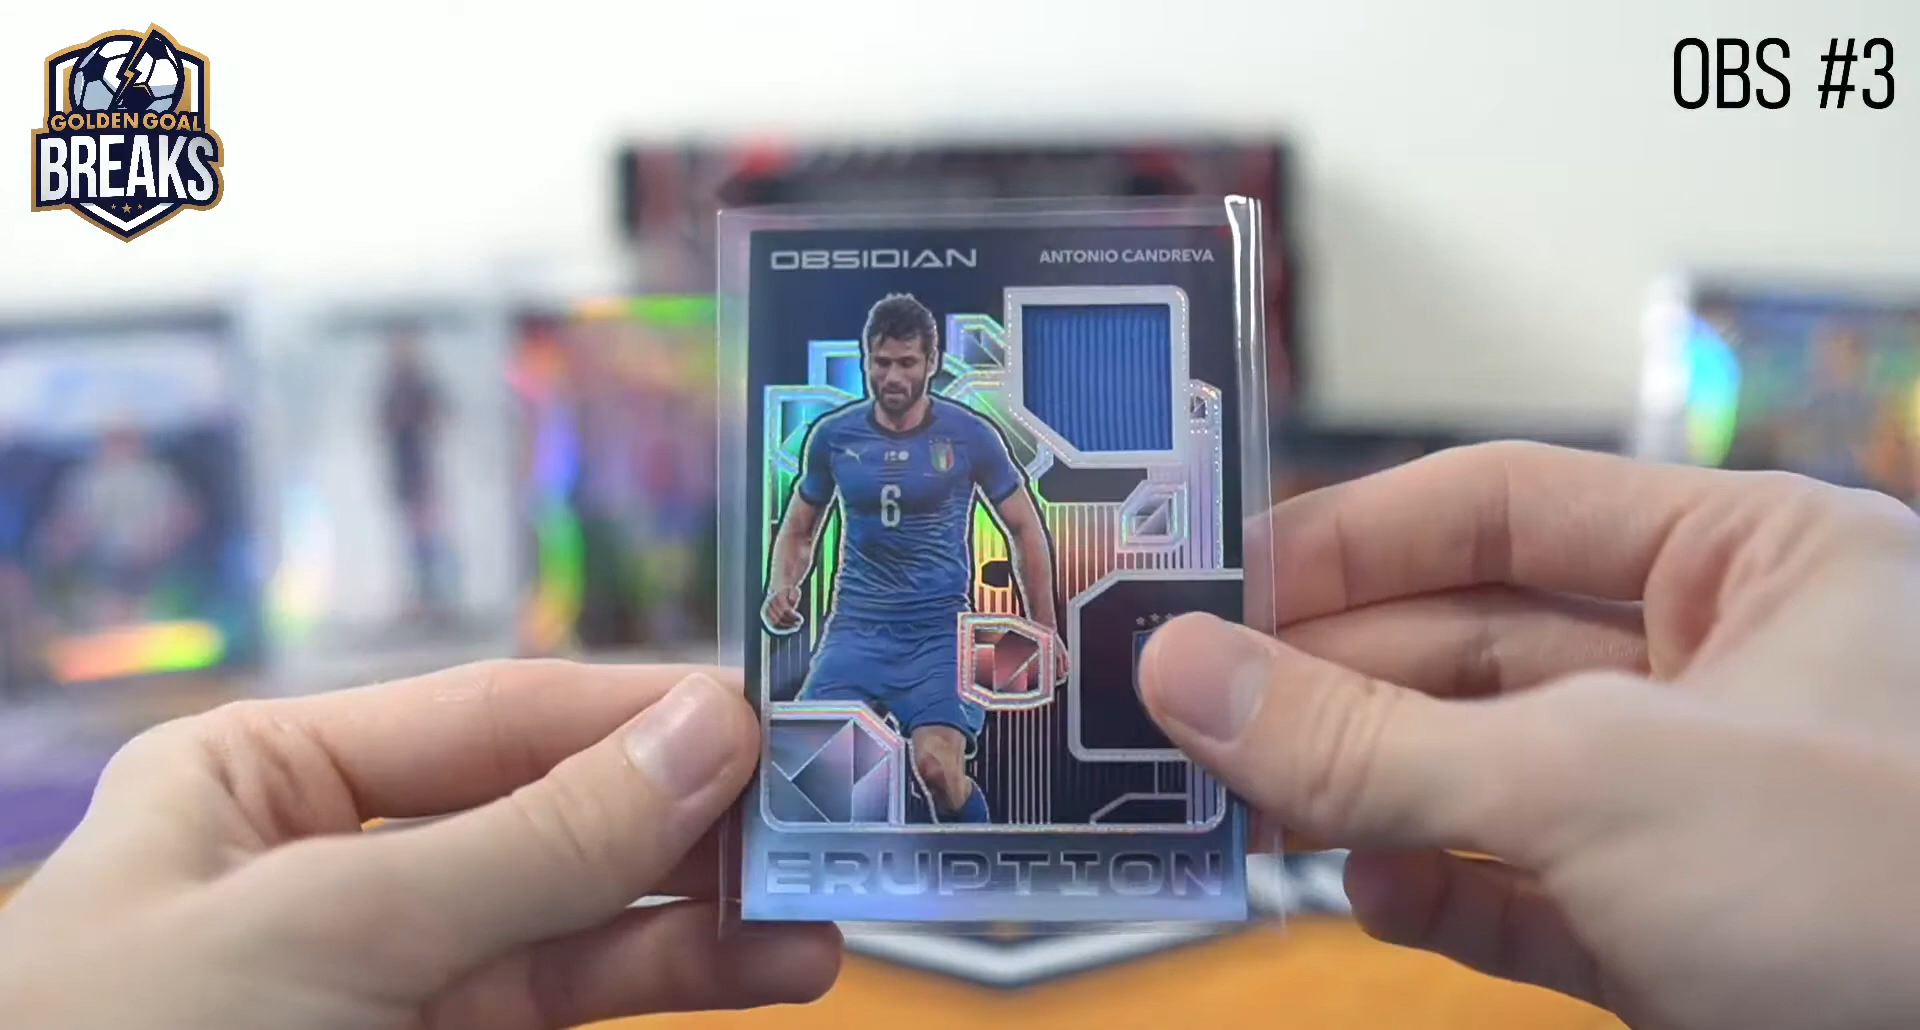 GOLDEN GOAL
BREAKS
OBS #3
OBSIDIAN
ANTONIO CANDREVA
6
ERUPTION